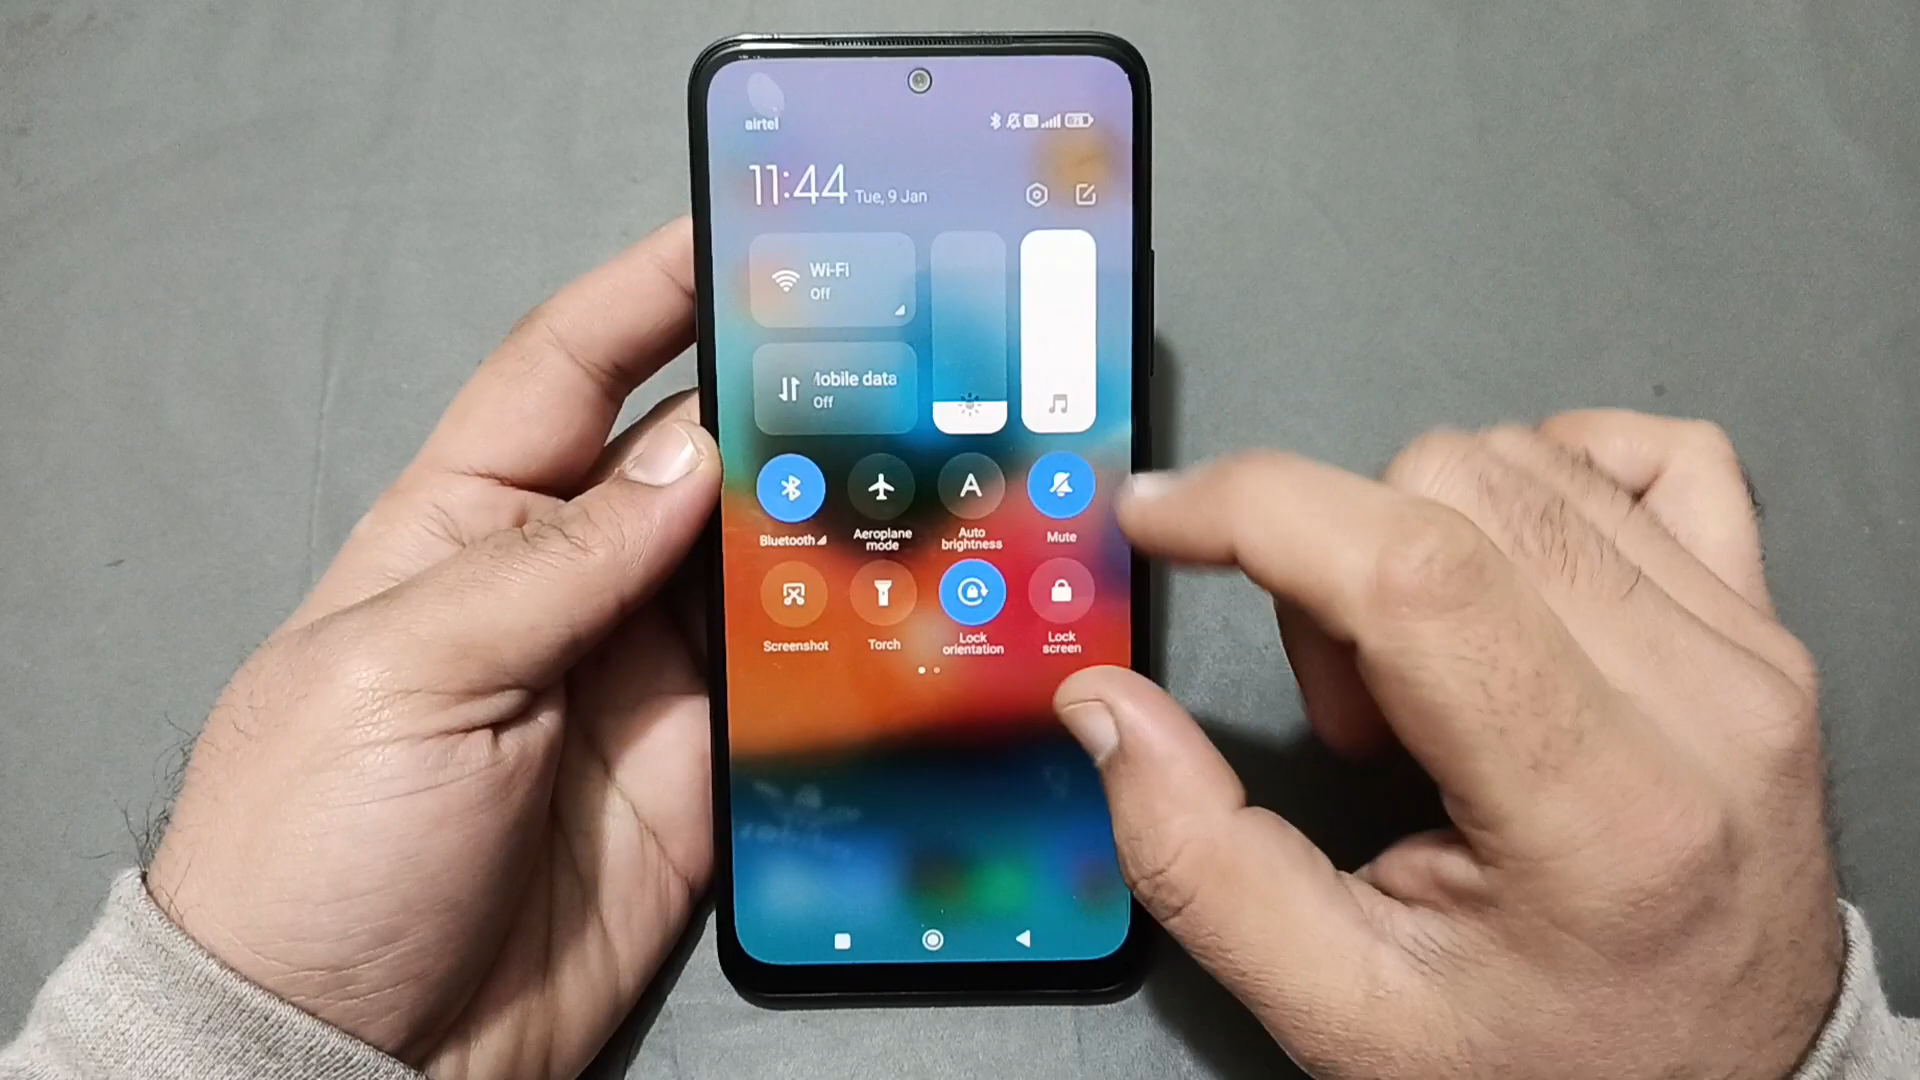 airtel
11:44 Tue, 9 Jan
Wi-Fi
Off
Mobile data
Off
Bluetooth
Aeroplane
mode
Auto
brightness
Mute
Screenshot
Torch
Lock
orientation
Lock
screen